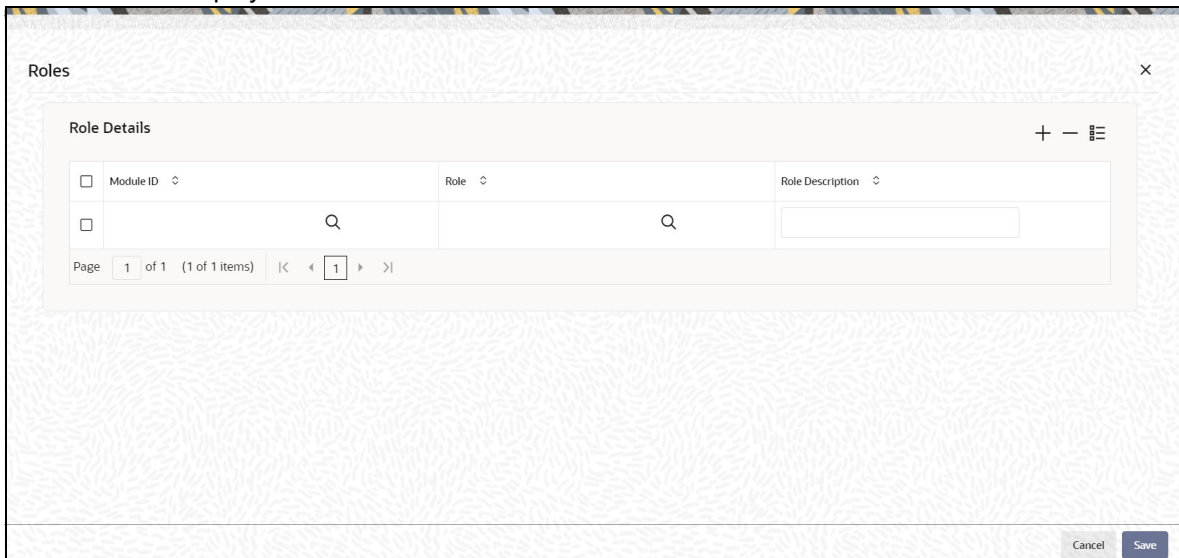 Roles
Role Details
Module ID Role Role Description
Page 1 of 1 (1 of 1 items) 1
Cancel Save